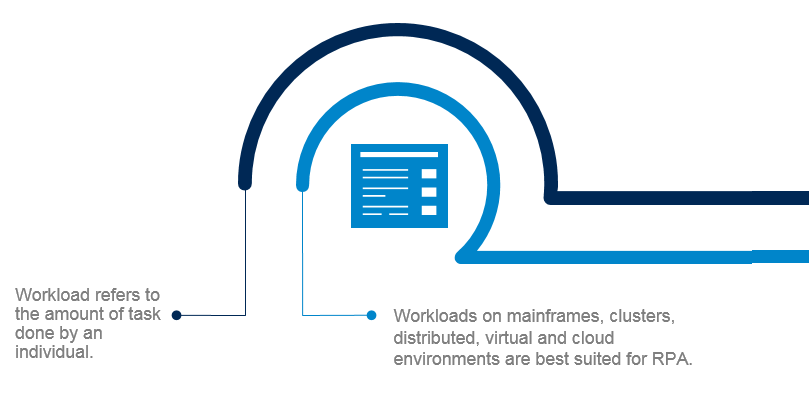 Workload refers to
the amount of task
done by an
individual.
Workloads on mainframes, clusters,
distributed, virtual and cloud
environments are best suited for RPA.